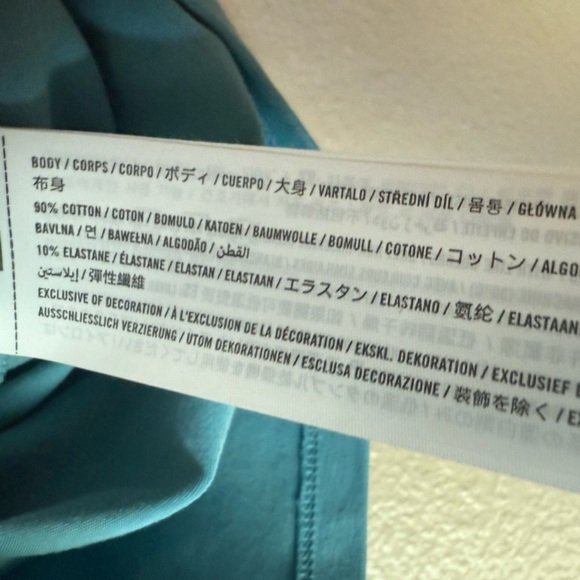 BODY / CORPS / CORPO / ボディ / CUERPO / 大身 / VARTALO / STŘEDNÍ DÍL / 몸통 / GŁÓWNA
布身
90% COTTON / COTON / BOMULD / KATOEN / BAUMWOLLE / BOMULL / COTONE / コットン / ALGO
BAVLNA / 면 / BAWEŁNA / ALGODÃO / القطن
10% ELASTANE / ÉLASTANE / ELASTAN / ELASTAAN / エラスタン / ELASTANO / 氨纶 / ELASTAAN
إيلاستين / 彈性纖維
EXCLUSIVE OF DECORATION / À L'EXCLUSION DE LA DÉCORATION / EKSKL. DEKORATION / EXCLUSIEF
AUSSCHLIESSLICH VERZIERUNG / UTOM DEKORATIONEN / ESCLUSA DECORAZIONE / 装飾を除く /